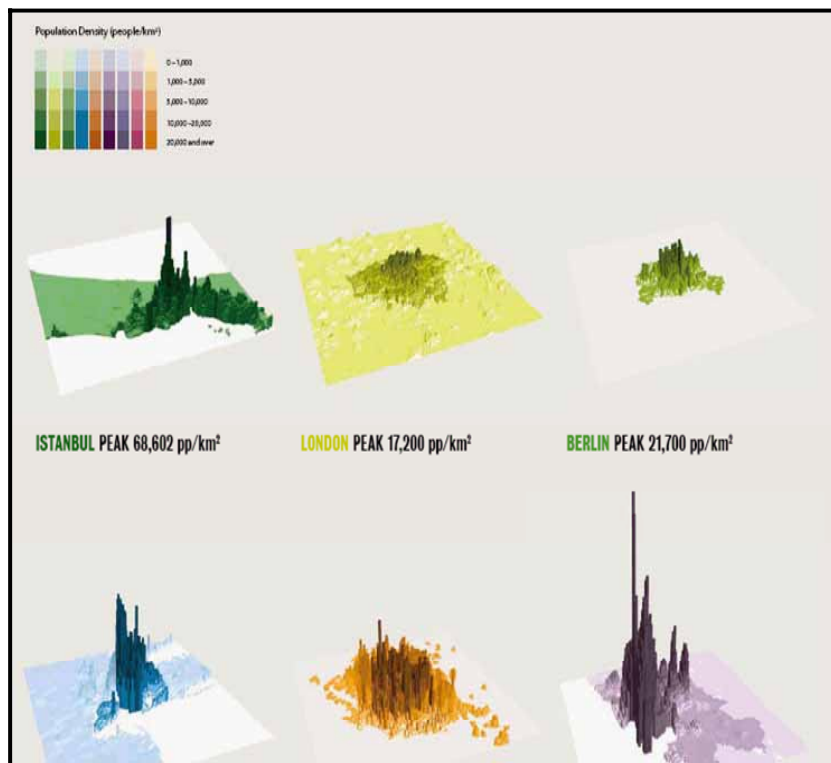 Population Density (people/km²)
0–1,000
1,000–3,000
3,000–10,000
10,000–20,000
20,000 and over
ISTANBUL PEAK 68,602 pp/km²
LONDON PEAK 17,200 pp/km²
BERLIN PEAK 21,700 pp/km²